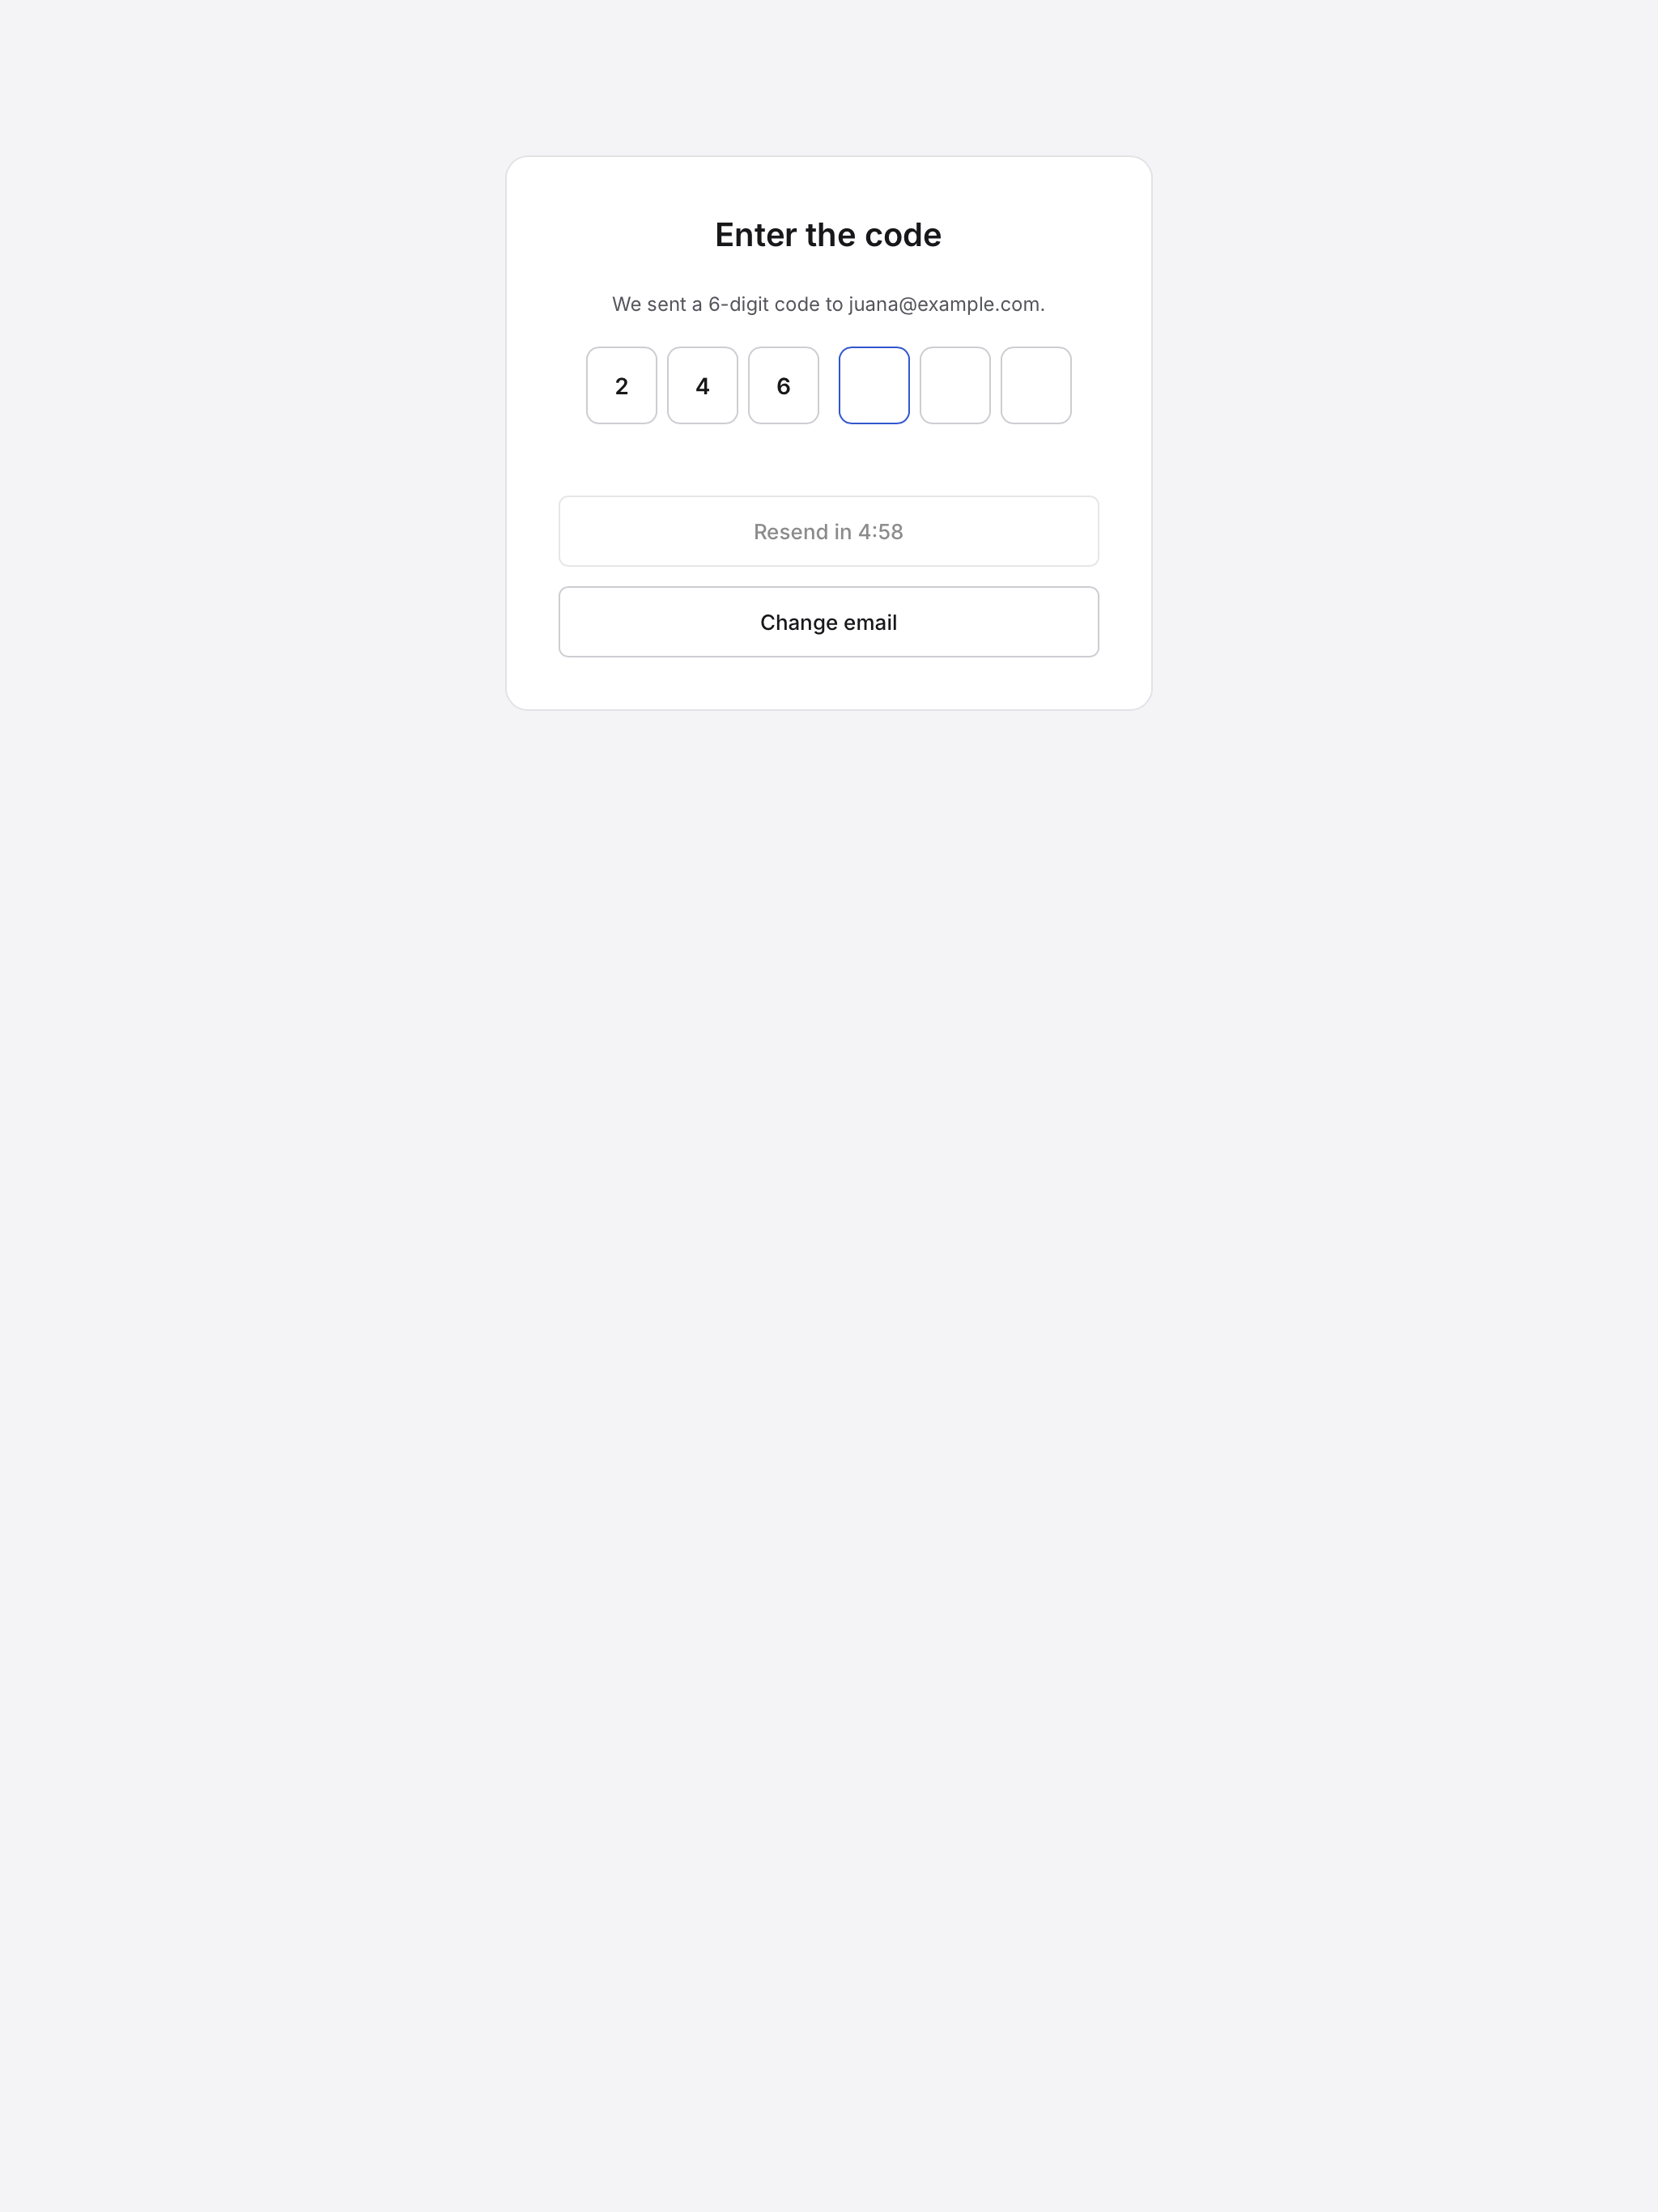 Enter the code
We sent a 6-digit code to juana@example.com.
2 4 6
Resend in 4:58
Change email